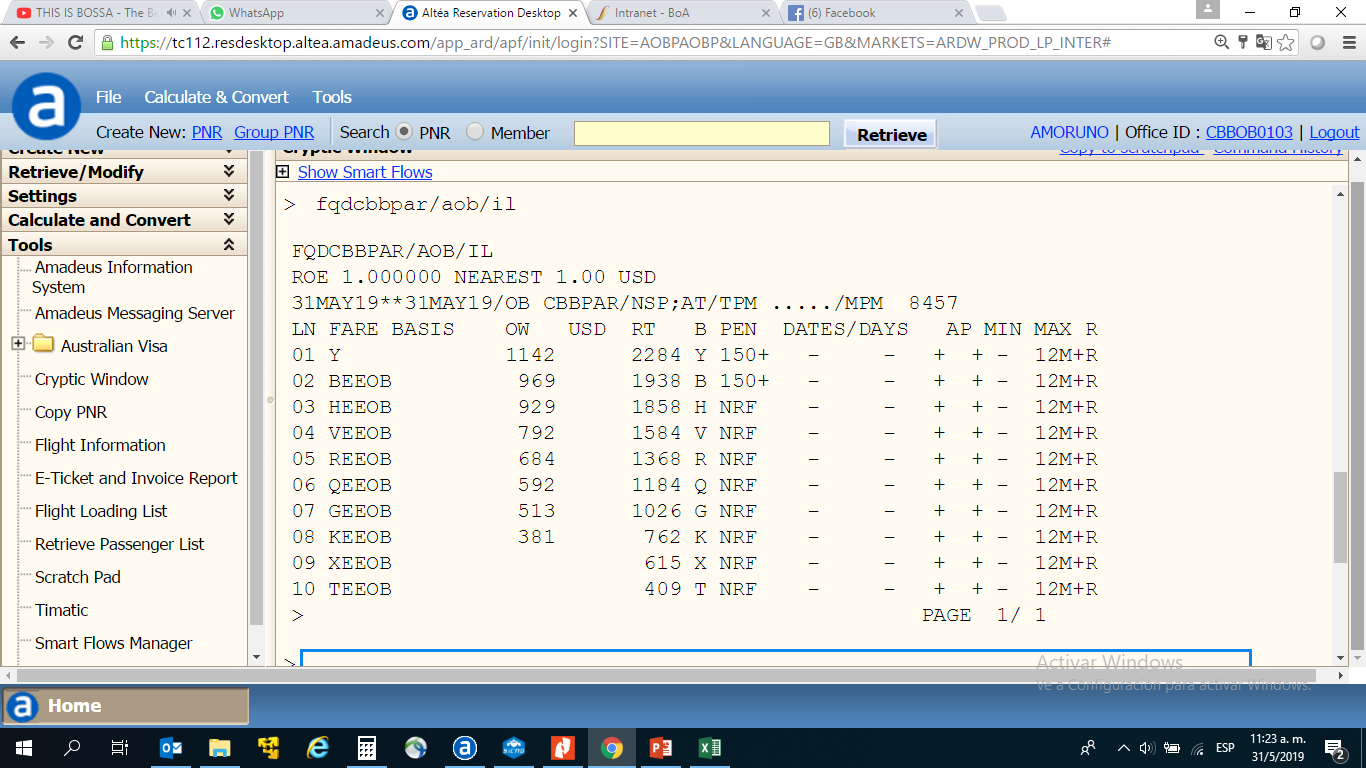 THIS IS BOSSA - The B
WhatsApp
Altéa Reservation Desktop
Intranet - BoA
(6) Facebook
https://tc112.resdesktop.altea.amadeus.com/app_ard/apf/init/login?SITE=AOBPAOBP&LANGUAGE=GB&MARKETS=ARDW_PROD_LP_INTER#
File Calculate & Convert Tools
Create New: PNR Group PNR Search PNR Member Retrieve AMORUNO | Office ID : CBBOB0103 | Logout
Create New
Retrieve/Modify
Settings
Calculate and Convert
Tools
Amadeus Information
System
Amadeus Messaging Server
Australian Visa
Cryptic Window
Copy PNR
Flight Information
E-Ticket and Invoice Report
Flight Loading List
Retrieve Passenger List
Scratch Pad
Timatic
Smart Flows Manager
Cryptic Window Copy to Scratchpad Command History
Show Smart Flows
> fqdcbbpar/aob/il
FQDCBBPAR/AOB/IL
ROE 1.000000 NEAREST 1.00 USD
31MAY19**31MAY19/OB CBBPAR/NSP;AT/TPM ...../MPM 8457
LN FARE BASIS OW USD RT B PEN DATES/DAYS AP MIN MAX R
01 Y 1142 2284 Y 150+ - - + + - 12M+R
02 BEEOB 969 1938 B 150+ - - + + - 12M+R
03 HEEOB 929 1858 H NRF - - + + - 12M+R
04 VEEOB 792 1584 V NRF - - + + - 12M+R
05 REEOB 684 1368 R NRF - - + + - 12M+R
06 QEEOB 592 1184 Q NRF - - + + - 12M+R
07 GEEOB 513 1026 G NRF - - + + - 12M+R
08 KEEOB 381 762 K NRF - - + + - 12M+R
09 XEEOB 615 X NRF - - + + - 12M+R
10 TEEOB 409 T NRF - - + + - 12M+R
> PAGE 1/ 1
>
Activar Windows
Ve a Configuración para activar Windows.
Home
ESP
11:23 a. m.
31/5/2019
2